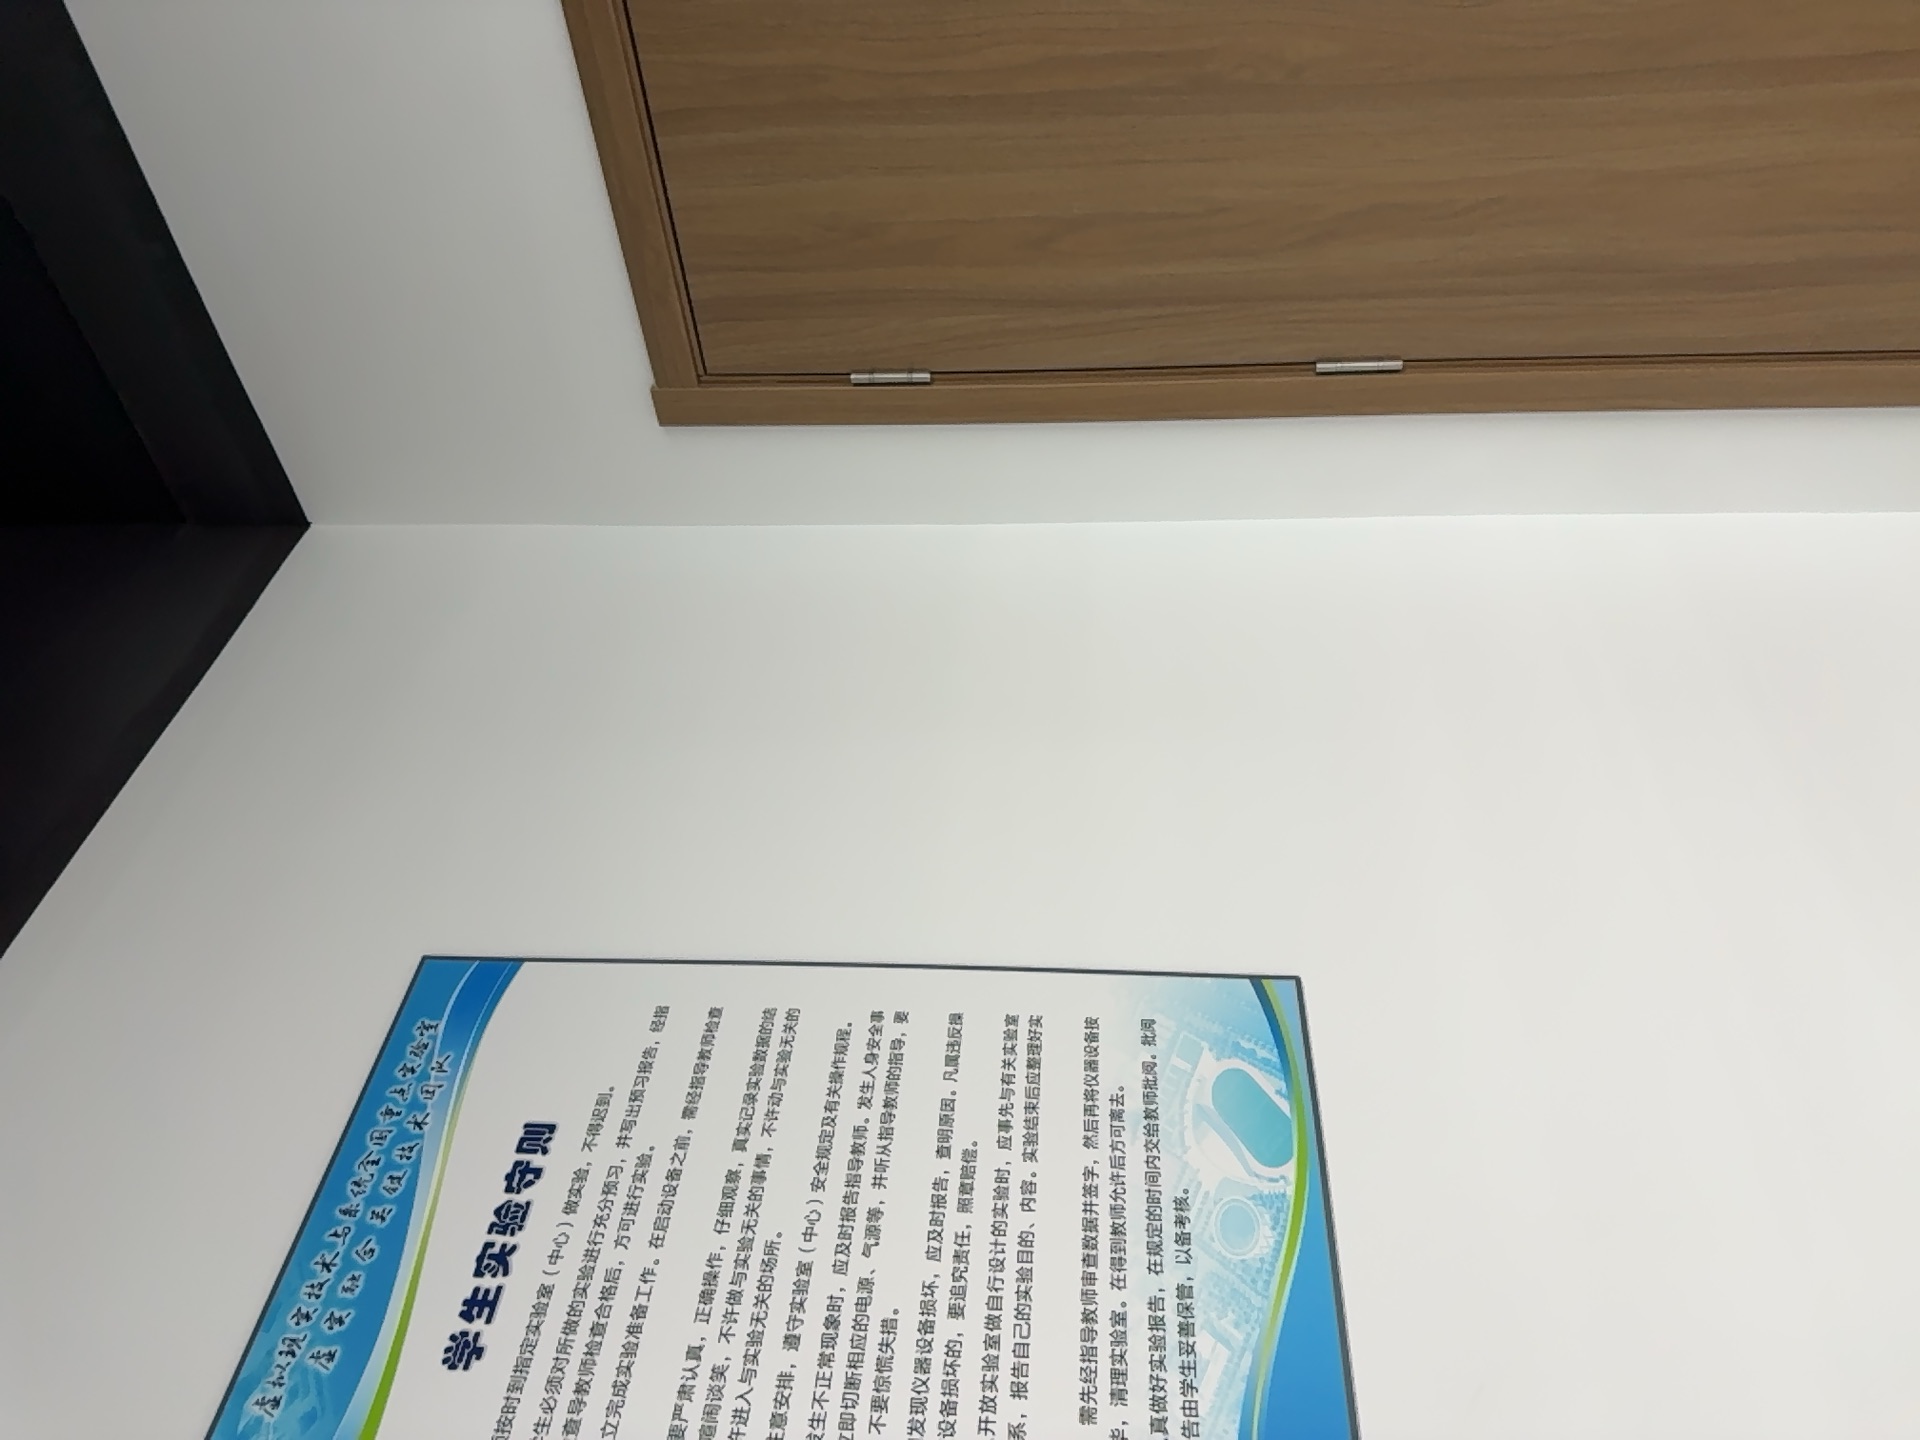 虚拟现实技术与系统全国重点实验室
虚实融合关键技术团队
学生实验守则
须按时到指定实验室（中心）做实验，不得迟到。
学生必须对所做的实验进行充分预习，并写出预习报告，经指
查导教师检查合格后，方可进行实验。
立完成实验准备工作。在启动设备之前，需经指导教师检查
要严肃认真，正确操作，仔细观察，真实记录实验数据的结
喧闹谈笑，不许做与实验无关的事情，不许动与实验无关的
许进入与实验无关的场所。
注意安排，遵守实验室（中心）安全规定及有关操作规程。
发生不正常现象时，应及时报告指导教师。发生人身安全事
立即切断相应的电源、气源等，并听从指导教师的指导，要
不要惊慌失措。
发现仪器设备损坏，应及时报告，查明原因。凡属违反操
设备损坏的，要追究责任，照章赔偿。
开放实验室做自行设计的实验时，应事先与有关实验室
系，报告自己的实验目的、内容。实验结束后应整理好实
需先经指导教师审查数据并签字，然后再将仪器设备按
毕，清理实验室。在得到教师允许后方可离去。
真做好实验报告，在规定的时间内交给教师批阅。批阅
告由学生妥善保管，以备考核。